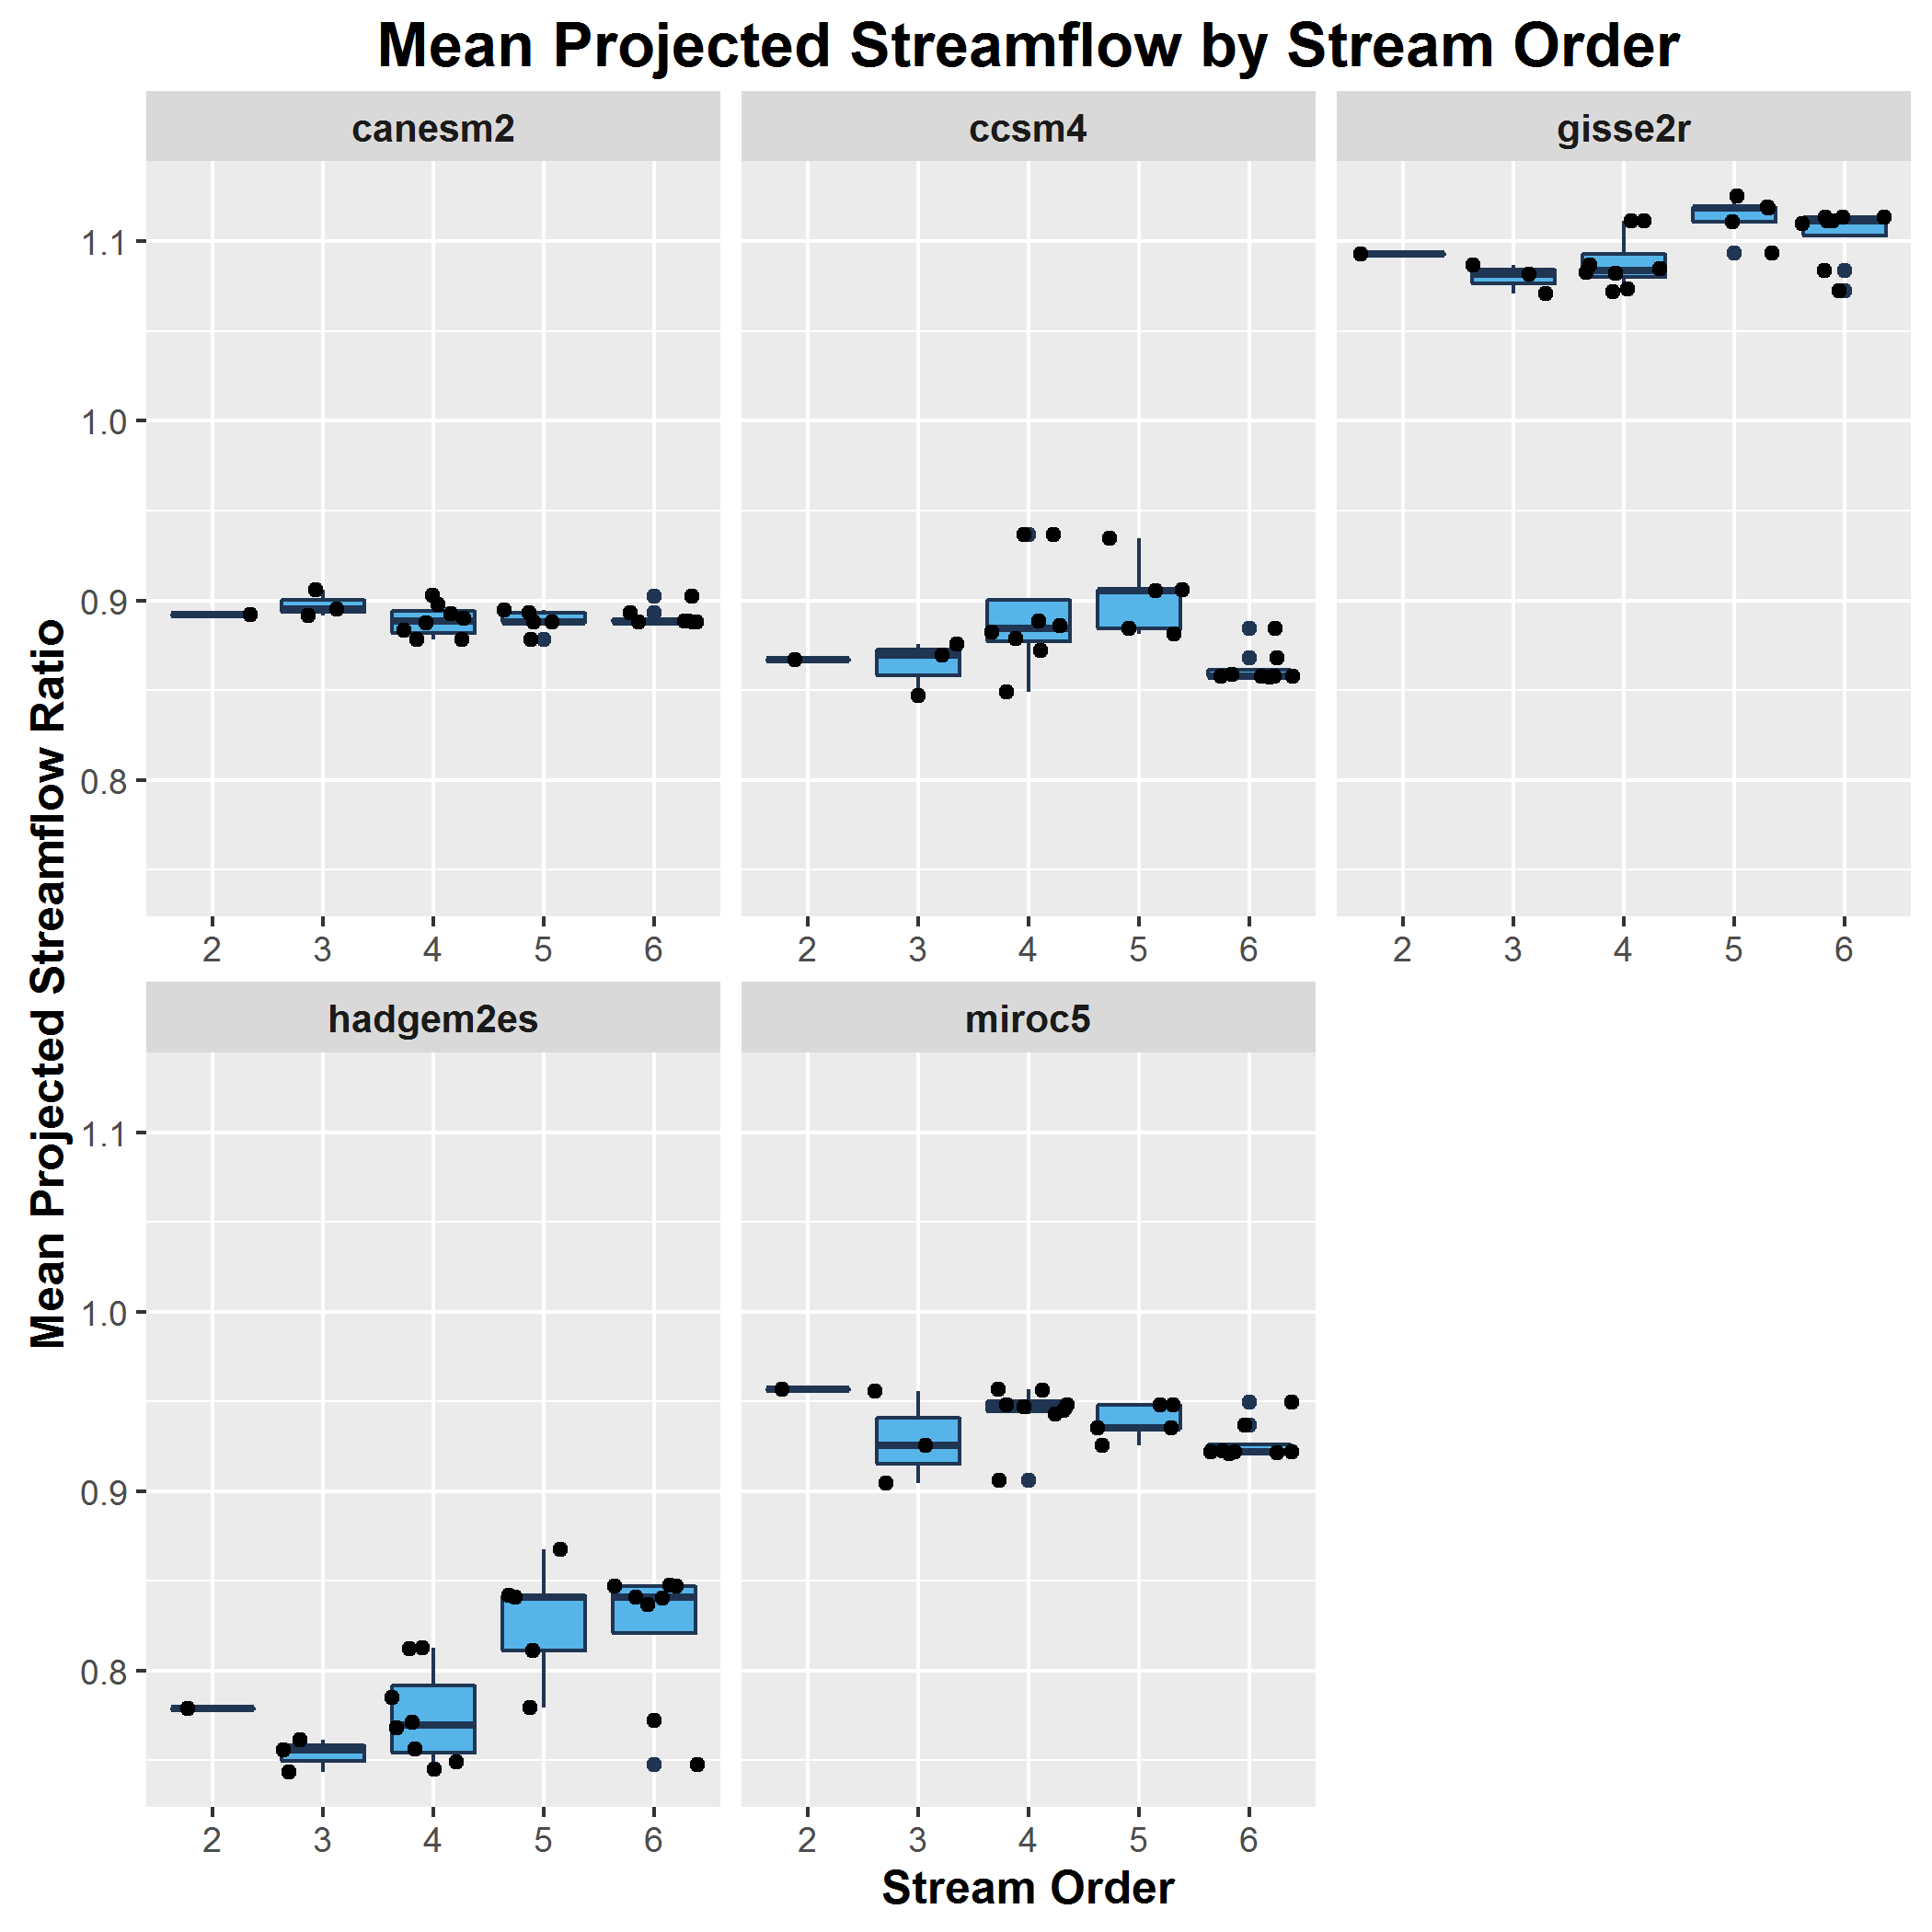 Mean Projected Streamflow by Stream Order
canesm2
ccsm4
gisse2r
1.1
1.0
0.9
0.8
2 3 4 5 6
2 3 4 5 6
2 3 4 5 6
Mean Projected Streamflow Ratio
hadgem2es
miroc5
1.1
1.0
0.9
0.8
2 3 4 5 6
2 3 4 5 6
Stream Order